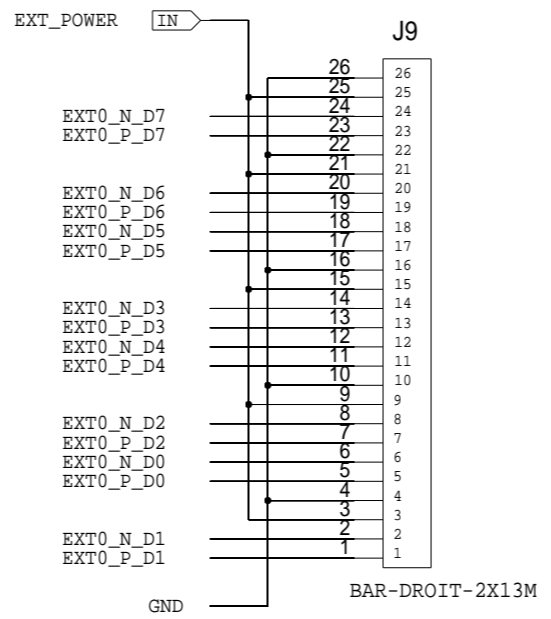 EXT_POWER IN
J9
26 26
25 25
EXT0_N_D7 24 24
EXT0_P_D7 23 23
22 22
21 21
EXT0_N_D6 20 20
EXT0_P_D6 19 19
EXT0_N_D5 18 18
EXT0_P_D5 17 17
16 16
15 15
EXT0_N_D3 14 14
EXT0_P_D3 13 13
EXT0_N_D4 12 12
EXT0_P_D4 11 11
10 10
9 9
EXT0_N_D2 8 8
EXT0_P_D2 7 7
EXT0_N_D0 6 6
EXT0_P_D0 5 5
4 4
3 3
EXT0_N_D1 2 2
EXT0_P_D1 1 1
BAR-DROIT-2X13M
GND